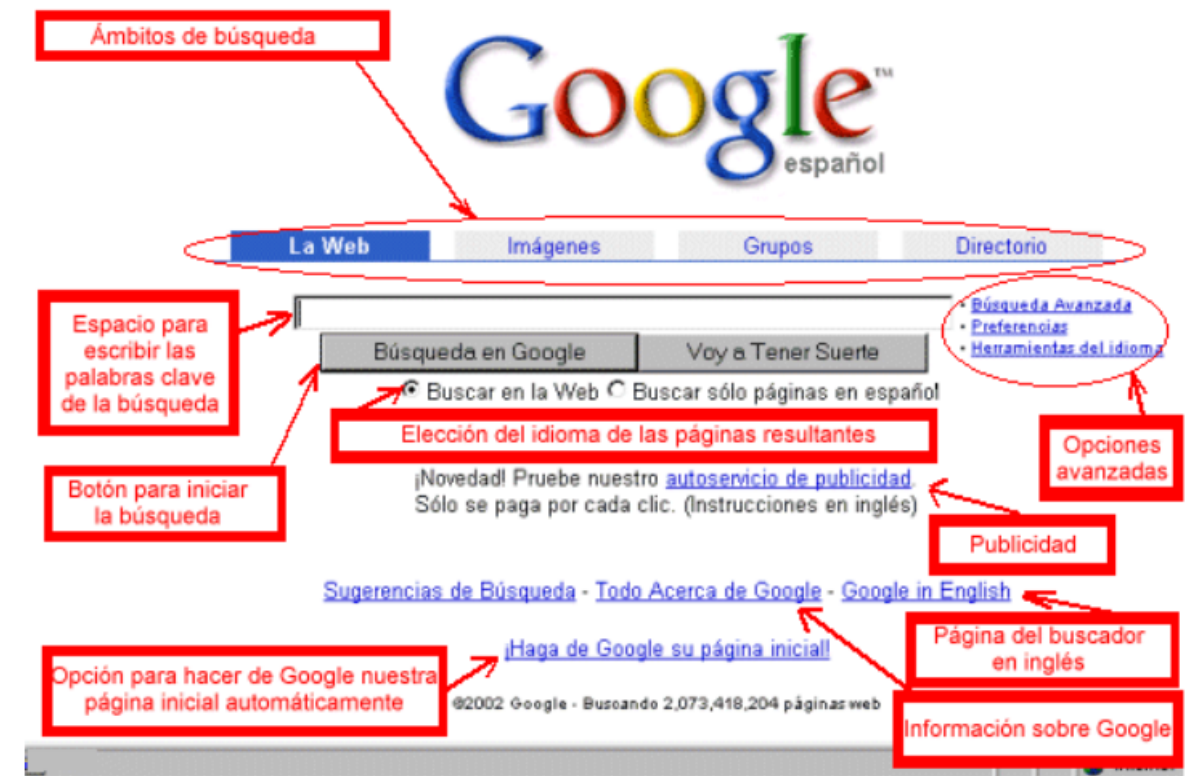 Ámbitos de búsqueda
Google™
español
La Web Imágenes Grupos Directorio
Espacio para
escribir las
palabras clave
de la búsqueda
• Búsqueda Avanzada
• Preferencias
• Herramientas del idioma
Búsqueda en Google Voy a Tener Suerte
Buscar en la Web Buscar sólo páginas en español
Elección del idioma de las páginas resultantes
Opciones
avanzadas
Botón para iniciar
la búsqueda
¡Novedad! Pruebe nuestro autoservicio de publicidad.
Sólo se paga por cada clic. (Instrucciones en inglés)
Publicidad
Sugerencias de Búsqueda - Todo Acerca de Google - Google in English
Página del buscador
en inglés
¡Haga de Google su página inicial!
Opción para hacer de Google nuestra
página inicial automáticamente
©2002 Google - Buscando 2,073,418,204 páginas web
Información sobre Google